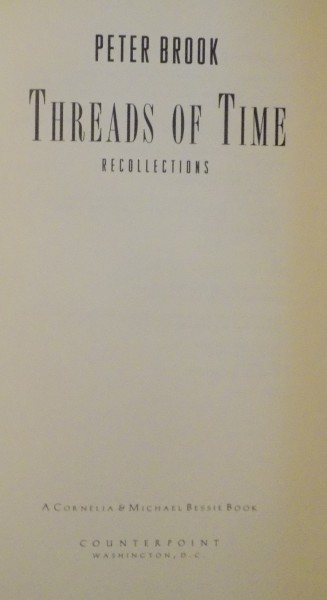 PETER BROOK
THREADS OF TIME
RECOLLECTIONS
A CORNELIA & MICHAEL BESSIE BOOK
COUNTERPOINT
WASHINGTON, D.C.